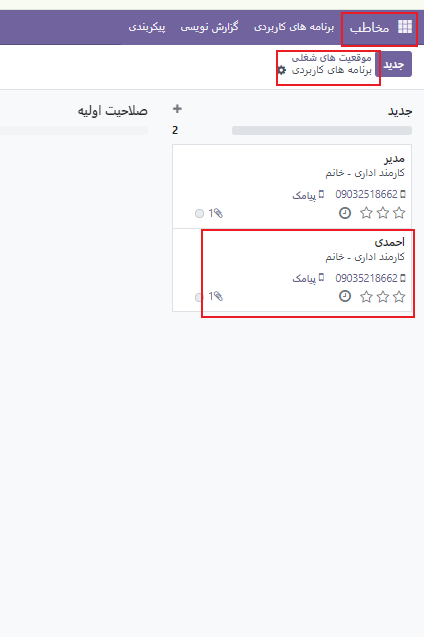 مخاطب برنامه های کاربردی گزارش نویسی پیکربندی
جدید
موقعیت های شغلی
برنامه های کاربردی
جدید
2
مدیر
کارمند اداری - خانم
09032518662 پیامک
1
احمدی
کارمند اداری - خانم
09035218662 پیامک
1
صلاحیت اولیه